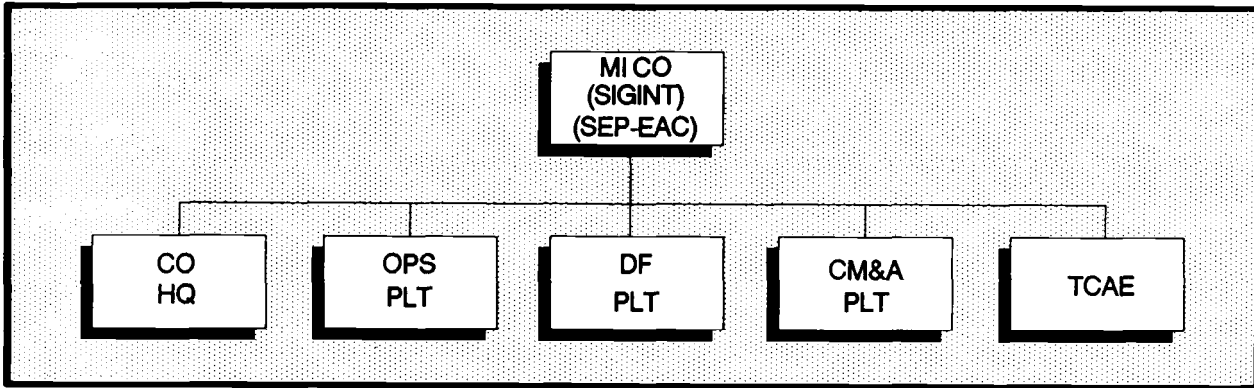 MI CO
(SIGINT)
(SEP-EAC)
CO
HQ
OPS
PLT
DF
PLT
CM&A
PLT
TCAE